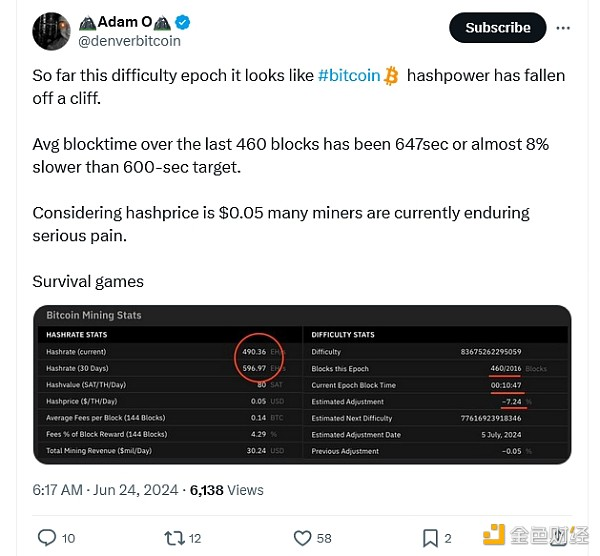 Adam O
@denverbitcoin
Subscribe
So far this difficulty epoch it looks like #bitcoin hashpower has fallen
off a cliff.
Avg blocktime over the last 460 blocks has been 647sec or almost 8%
slower than 600-sec target.
Considering hashprice is $0.05 many miners are currently enduring
serious pain.
Survival games
Bitcoin Mining Stats
HASHRATE STATS
Hashrate (current) 490.36 EH/s
Hashrate (30 Days) 596.97 EH/s
Hashvalue (SAT/TH/Day) 80 SAT
Hashprice ($/TH/Day) 0.05 USD
Average Fees per Block (144 Blocks) 0.14 BTC
Fees % of Block Reward (144 Blocks) 4.29 %
Total Mining Revenue ($mil/Day) 30.24 USD
DIFFICULTY STATS
Difficulty 83675262295059
Blocks this Epoch 460/2016 Blocks
Current Epoch Block Time 00:10:47
Estimated Adjustment -7.24 %
Estimated Next Difficulty 77616923918346
Estimated Adjustment Date 5 July, 2024
Previous Adjustment -0.05 %
6:17 AM · Jun 24, 2024 · 6,138 Views
10 12 58 2
金色财经